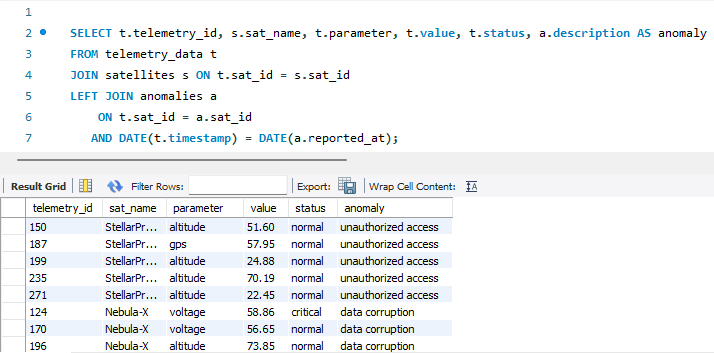 1
2 SELECT t.telemetry_id, s.sat_name, t.parameter, t.value, t.status, a.description AS anomaly
3 FROM telemetry_data t
4 JOIN satellites s ON t.sat_id = s.sat_id
5 LEFT JOIN anomalies a
6 ON t.sat_id = a.sat_id
7 AND DATE(t.timestamp) = DATE(a.reported_at);
Result Grid Filter Rows: Export: Wrap Cell Content:
telemetry_id sat_name parameter value status anomaly
150 StellarPr... altitude 51.60 normal unauthorized access
187 StellarPr... gps 57.95 normal unauthorized access
199 StellarPr... altitude 24.88 normal unauthorized access
235 StellarPr... altitude 70.19 normal unauthorized access
271 StellarPr... altitude 22.45 normal unauthorized access
124 Nebula-X voltage 58.86 critical data corruption
170 Nebula-X voltage 56.65 normal data corruption
196 Nebula-X altitude 73.85 normal data corruption